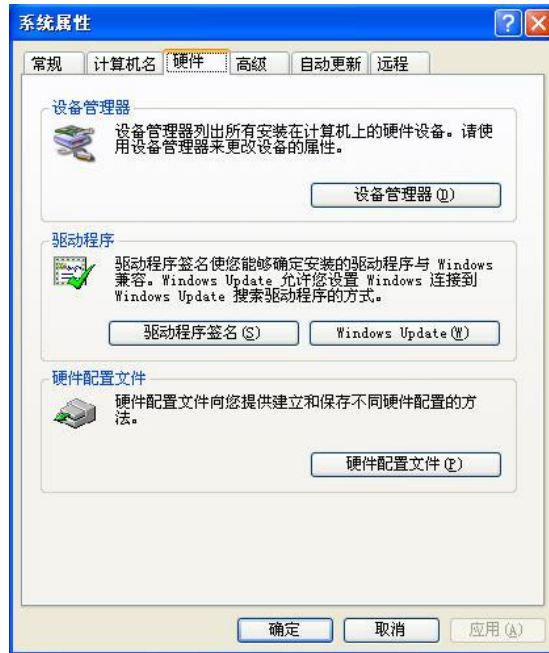 系统属性
常规 计算机名 硬件 高级 自动更新 远程
设备管理器
设备管理器列出所有安装在计算机上的硬件设备。请使
用设备管理器来更改设备的属性。
设备管理器(D)
驱动程序
驱动程序签名使您能够确定安装的驱动程序与 Windows
兼容。Windows Update 允许您设置 Windows 连接到
Windows Update 搜索驱动程序的方式。
驱动程序签名(S) Windows Update(W)
硬件配置文件
硬件配置文件向您提供建立和保存不同硬件配置的方
法。
硬件配置文件(P)
确定 取消 应用(A)